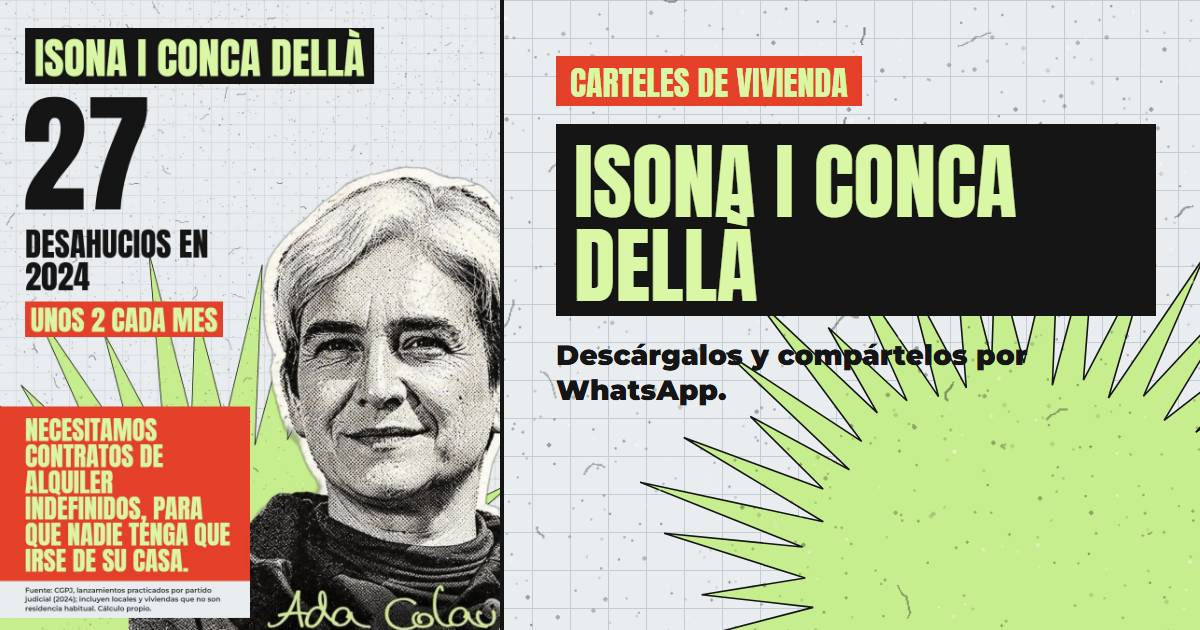 ISONA I CONCA DELLÀ
27
DESAHUCIOS EN
2024
UNOS 2 CADA MES
NECESITAMOS
CONTRATOS DE
ALQUILER
INDEFINIDOS, PARA
QUE NADIE TENGA QUE
IRSE DE SU CASA.
Fuente: CGPJ, lanzamientos practicados por partido
judicial (2024); incluyen locales y viviendas que no son
residencia habitual. Cálculo propio.
Ada Colau
CARTELES DE VIVIENDA
ISONA I CONCA
DELLÀ
Descárgalos y compártelos por
WhatsApp.